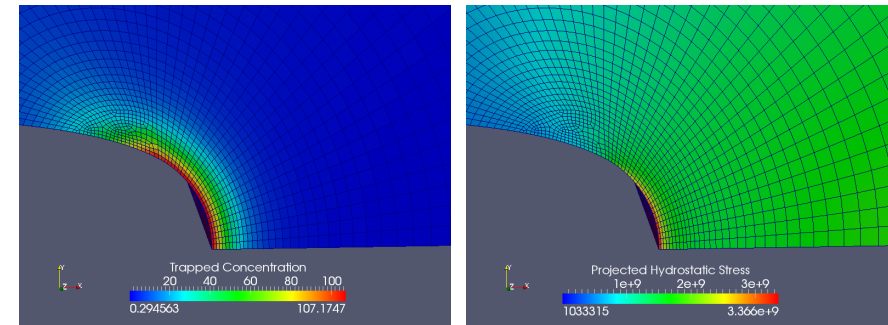 Trapped Concentration
20 40 60 80 100
0.294563 107.1747
Y
Z X
Projected Hydrostatic Stress
1e+9 2e+9 3e+9
1033315 3.366e+9
Y
Z X